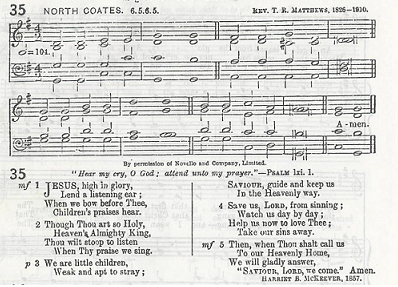 35 NORTH COATES. 6.5.6.5. REV. T. R. MATTHEWS, 1826–1910.
=104.
A - men.
By permission of Novello and Company, Limited.
35 "Hear my cry, O God; attend unto my prayer."—PSALM lxi. 1.
mf 1 JESUS, high in glory,
Lend a listening ear;
When we bow before Thee,
Children's praises hear.
2 Though Thou art so Holy,
Heaven's Almighty King,
Thou wilt stoop to listen
When Thy praise we sing.
p 3 We are little children,
Weak and apt to stray;
SAVIOUR, guide and keep us
In the Heavenly way.
4 Save us, LORD, from sinning;
Watch us day by day;
Help us now to love Thee;
Take our sins away.
mf 5 Then, when Thou shalt call us
To our Heavenly Home,
We will gladly answer,
"SAVIOUR, LORD, we come." Amen.
HARRIET B. MCKEEVER, 1857.